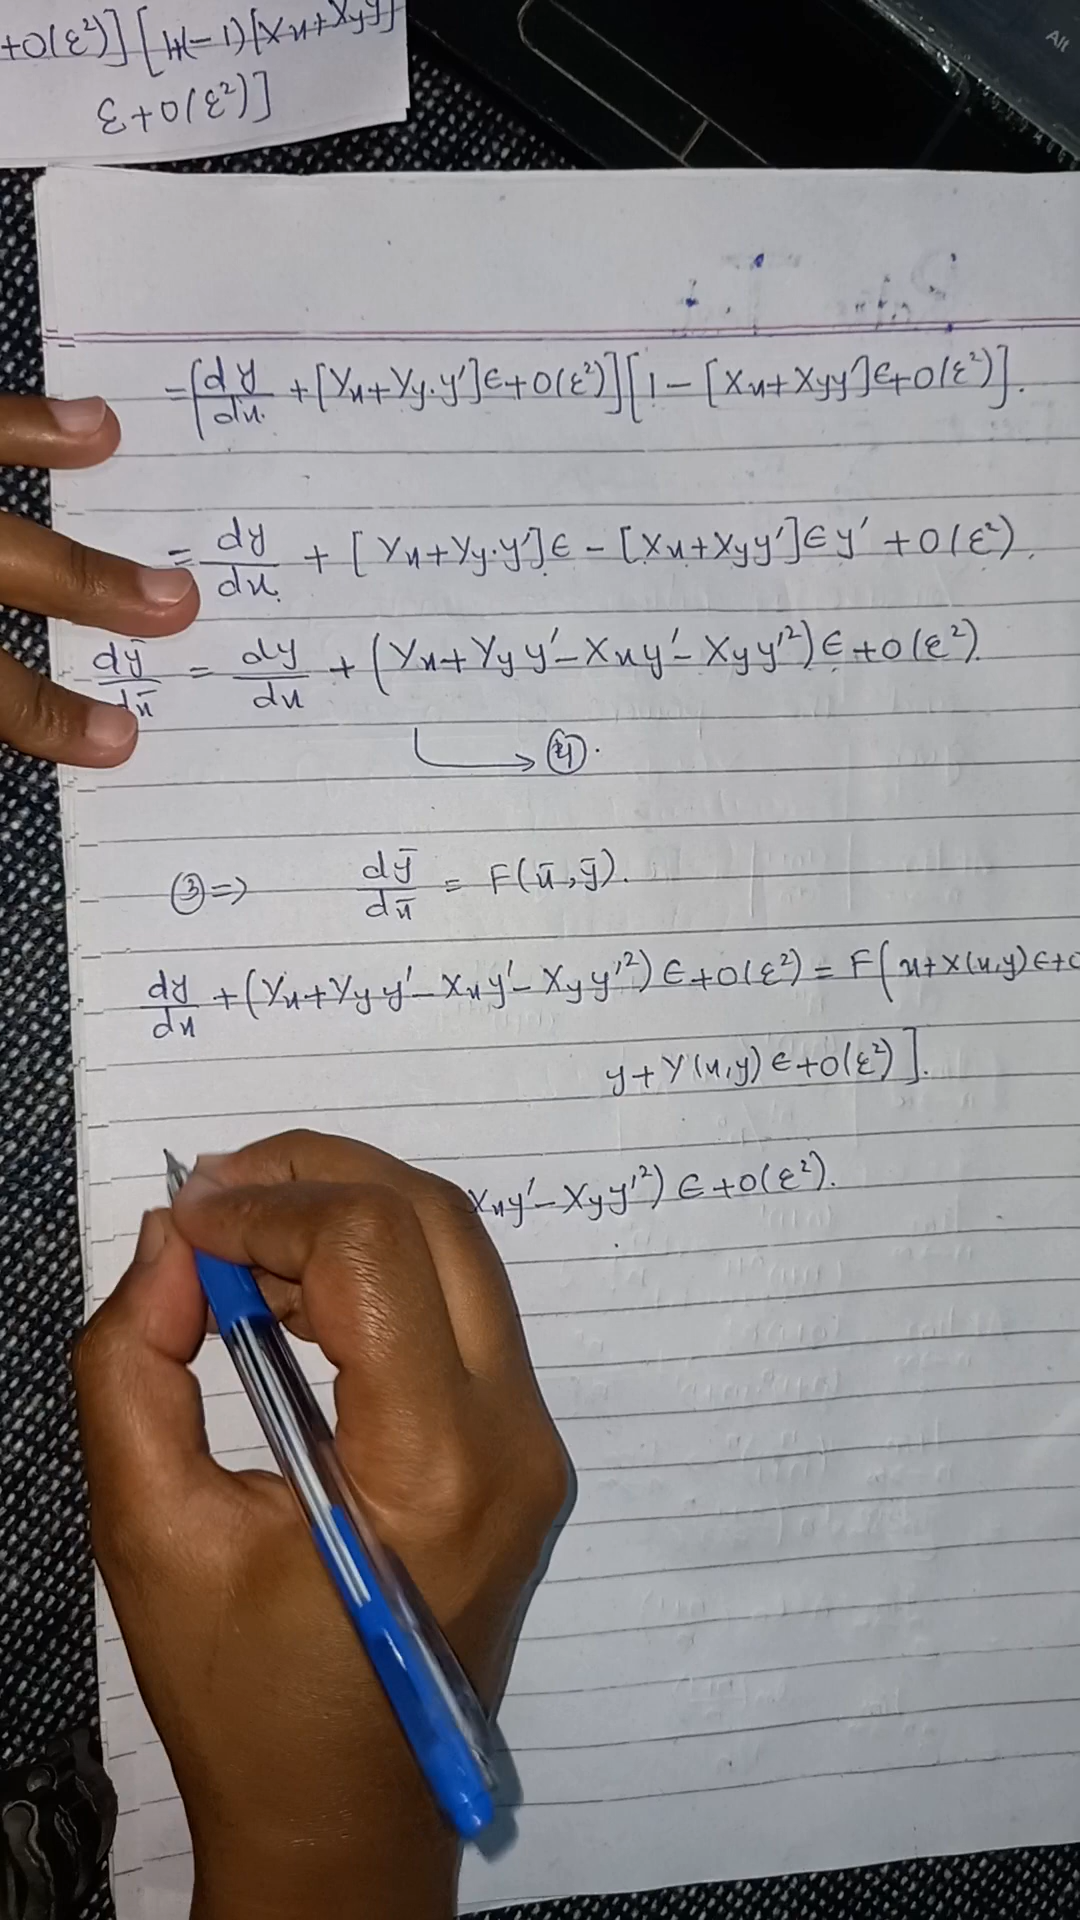 +O(ε²)][1+(-1)[Xx+Xyy']
ε+O(ε²)]
Alt
=[dy/dx +[Yx+Yy.y']ϵ+O(ε²)][1-[Xx+Xyy']ϵ+O(ε²)].
= dy/dx + [Yx+Yy.y']ϵ - [Xx+Xyy']ϵy' + O(ε²).
dȳ/dx̄ = dy/dx + (Yx+Yyy'-Xxy'-Xyy'²)ϵ+O(ε²).
→ ④.
③ ⇒ dȳ/dx̄ = F(x̄,ȳ).
dy/dx +(Yx+Yyy'-Xxy'-Xyy'²)ϵ+O(ε²) = F(x+X(x,y)ϵ+O
y+Y(x,y)ϵ+O(ε²)].
Xxy'-Xyy'²)ϵ+O(ε²).